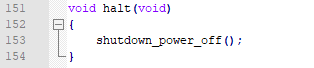 151 void halt(void)
152 {
153 shutdown_power_off();
154 }